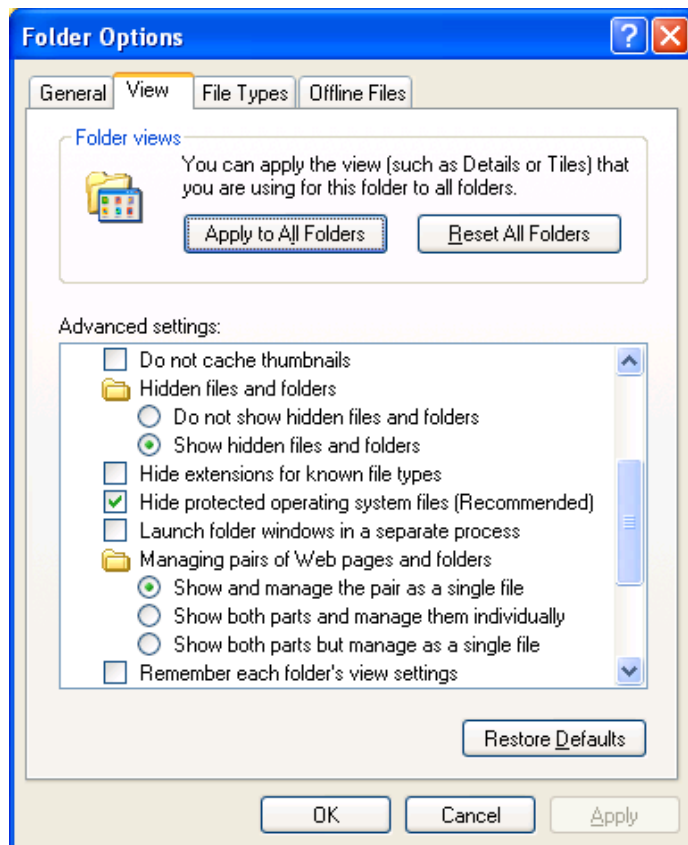 Folder Options
General View File Types Offline Files
Folder views
You can apply the view (such as Details or Tiles) that
you are using for this folder to all folders.
Apply to All Folders Reset All Folders
Advanced settings:
Do not cache thumbnails
Hidden files and folders
Do not show hidden files and folders
Show hidden files and folders
Hide extensions for known file types
Hide protected operating system files (Recommended)
Launch folder windows in a separate process
Managing pairs of Web pages and folders
Show and manage the pair as a single file
Show both parts and manage them individually
Show both parts but manage as a single file
Remember each folder's view settings
Restore Defaults
OK Cancel Apply